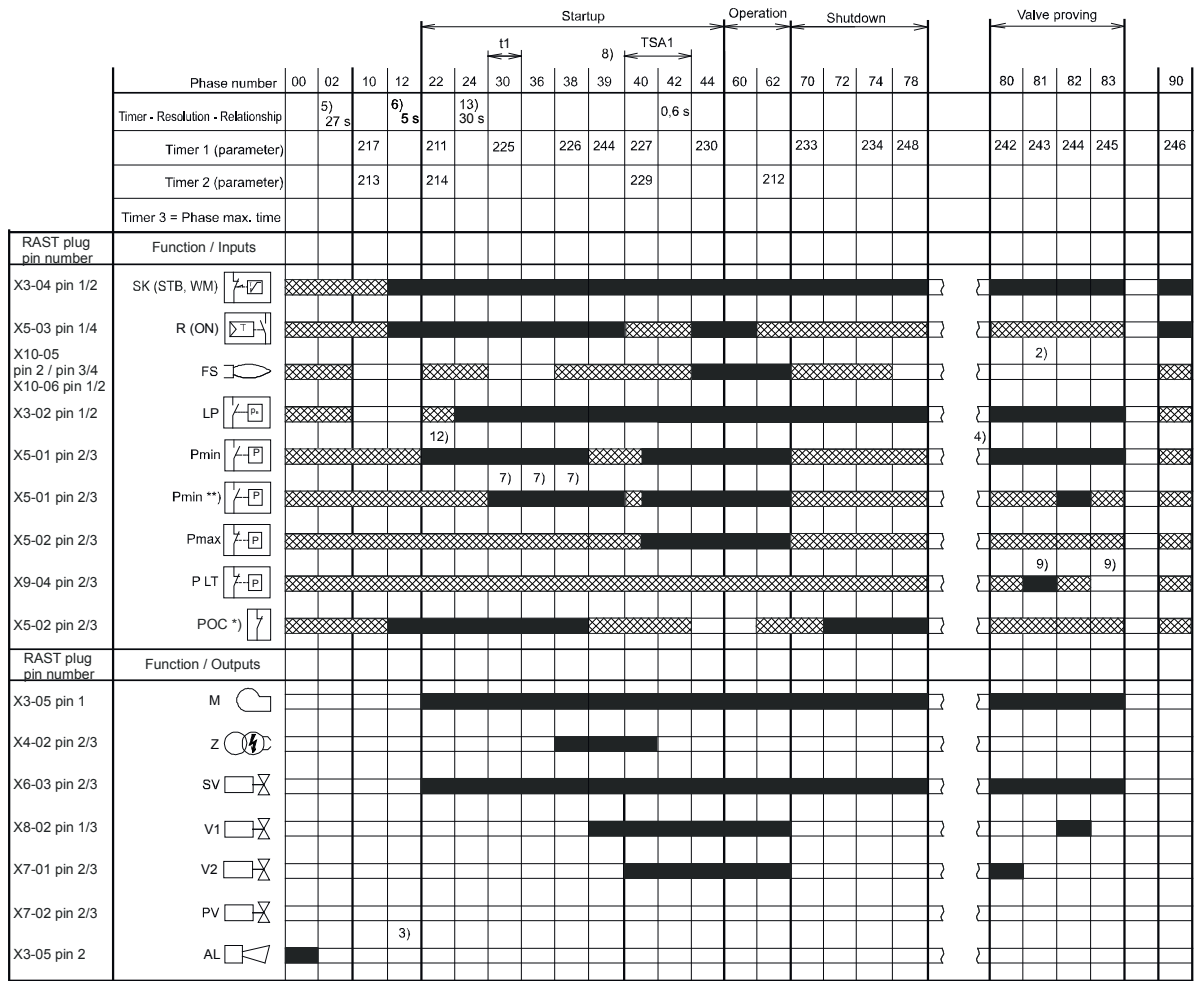 Startup Operation Shutdown Valve proving
t1 8) TSA1
Phase number 00 02 10 12 22 24 30 36 38 39 40 42 44 60 62 70 72 74 78 80 81 82 83 90
Timer - Resolution - Relationship 5) 27 s 6) 5 s 13) 30 s 0,6 s
Timer 1 (parameter) 217 211 225 226 244 227 230 233 234 248 242 243 244 245 246
Timer 2 (parameter) 213 214 229 212
Timer 3 = Phase max. time
RAST plug pin number Function / Inputs
X3-04 pin 1/2 SK (STB, WM)
X5-03 pin 1/4 R (ON) T
2)
X10-05
pin 2 / pin 3/4 FS
X10-06 pin 1/2
X3-02 pin 1/2 LP
12) 4)
X5-01 pin 2/3 Pmin P
7) 7) 7)
X5-01 pin 2/3 Pmin **) P
X5-02 pin 2/3 Pmax P
9) 9)
X9-04 pin 2/3 P LT P
X5-02 pin 2/3 POC *)
RAST plug pin number Function / Outputs
X3-05 pin 1 M
X4-02 pin 2/3 Z
X6-03 pin 2/3 SV
X8-02 pin 1/3 V1
X7-01 pin 2/3 V2
X7-02 pin 2/3 PV
3)
X3-05 pin 2 AL